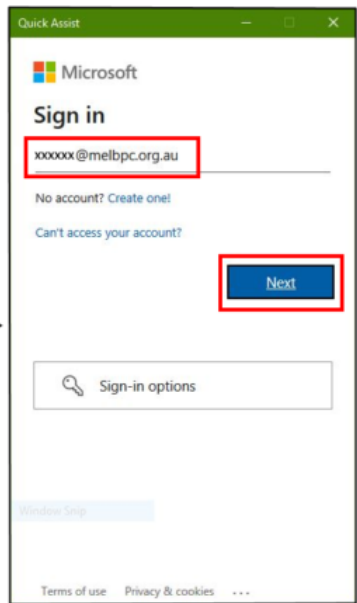 Quick Assist
Microsoft
Sign in
xxxxxx@melbpc.org.au
No account? Create one!
Can't access your account?
Next
Sign-in options
Window Snip
Terms of use Privacy & cookies ...